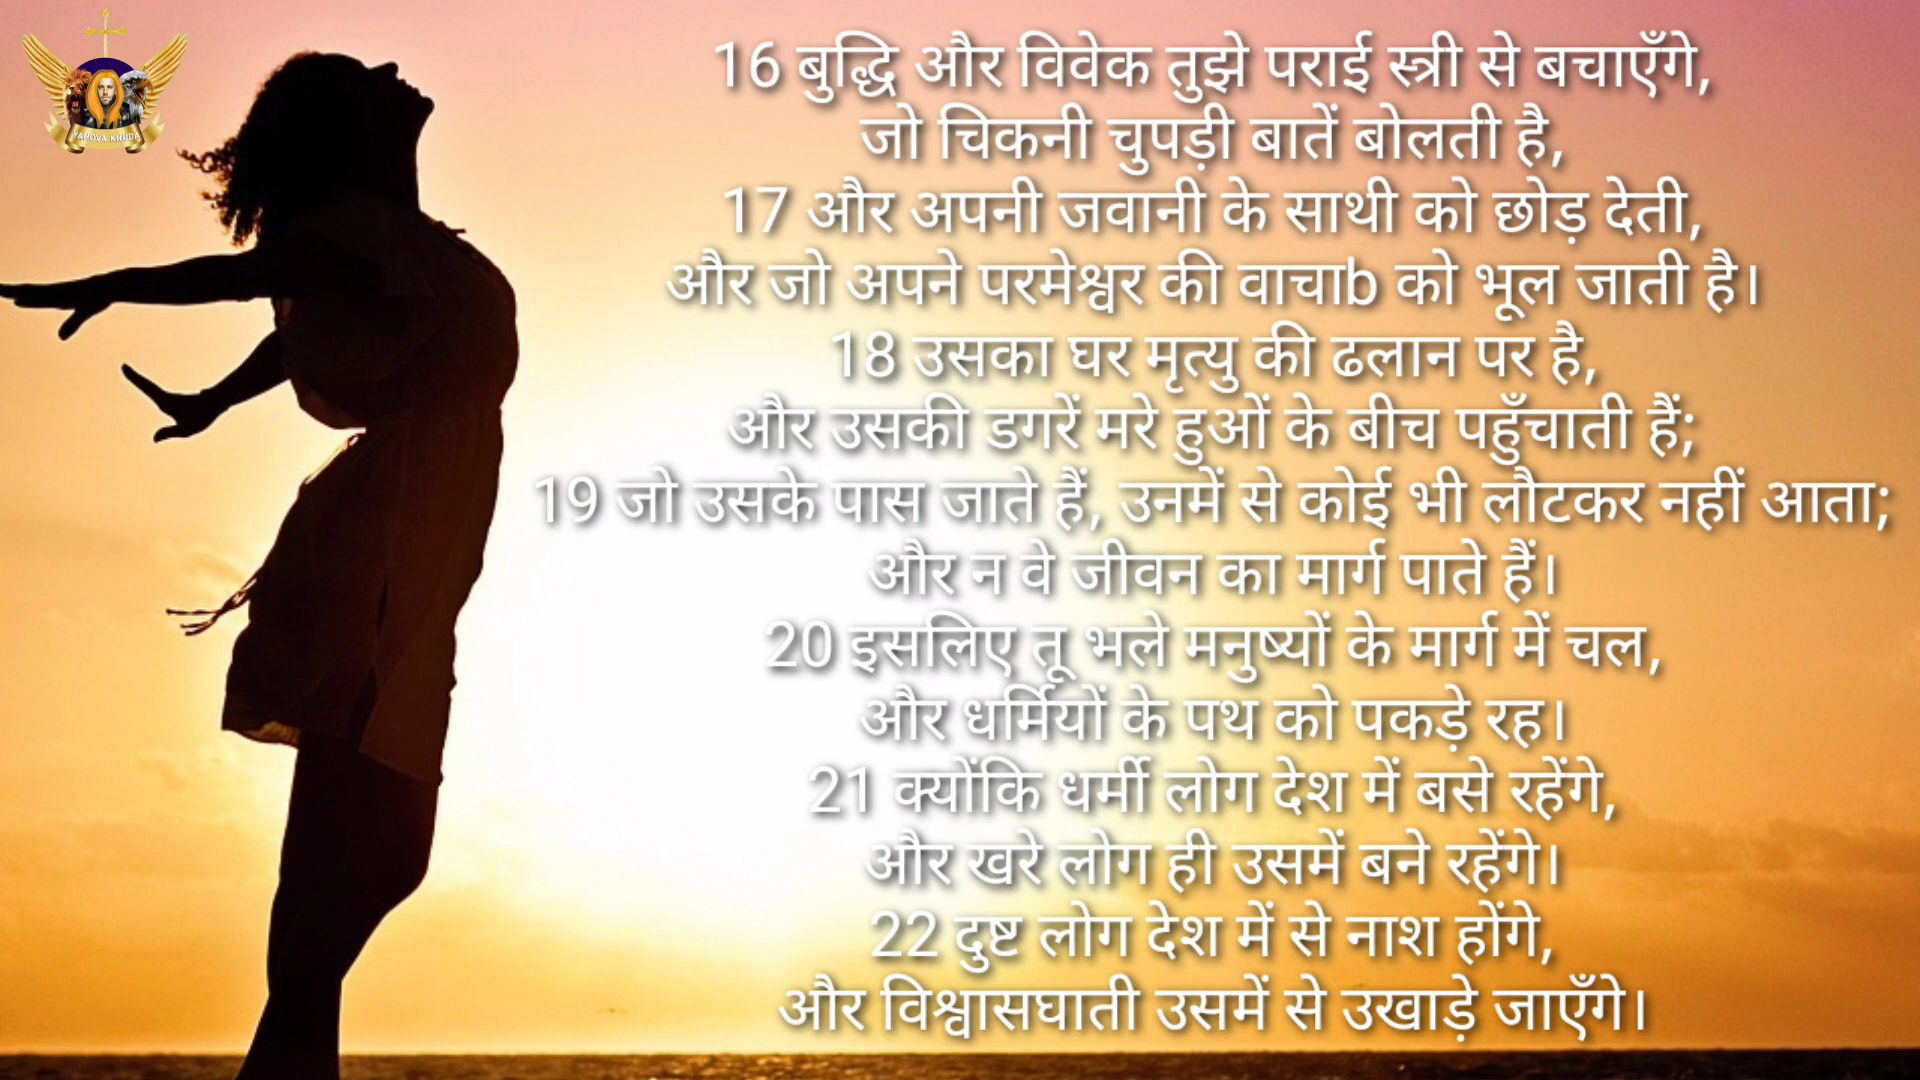 YAHOVA KHUDA
16 बुद्धि और विवेक तुझे पराई स्त्री से बचाएँगे,
जो चिकनी चुपड़ी बातें बोलती है,
17 और अपनी जवानी के साथी को छोड़ देती,
और जो अपने परमेश्वर की वाचाb को भूल जाती है।
18 उसका घर मृत्यु की ढलान पर है,
और उसकी डगरें मरे हुओं के बीच पहुँचाती हैं;
19 जो उसके पास जाते हैं, उनमें से कोई भी लौटकर नहीं आता;
और न वे जीवन का मार्ग पाते हैं।
20 इसलिए तू भले मनुष्यों के मार्ग में चल,
और धर्मियों के पथ को पकड़े रह।
21 क्योंकि धर्मी लोग देश में बसे रहेंगे,
और खरे लोग ही उसमें बने रहेंगे।
22 दुष्ट लोग देश में से नाश होंगे,
और विश्वासघाती उसमें से उखाड़े जाएँगे।